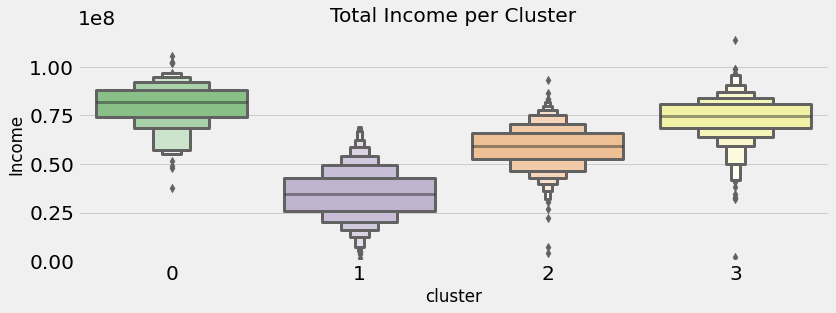 Total Income per Cluster
1e8
1.00
0.75
0.50
0.25
0.00
Income
0 1 2 3
cluster